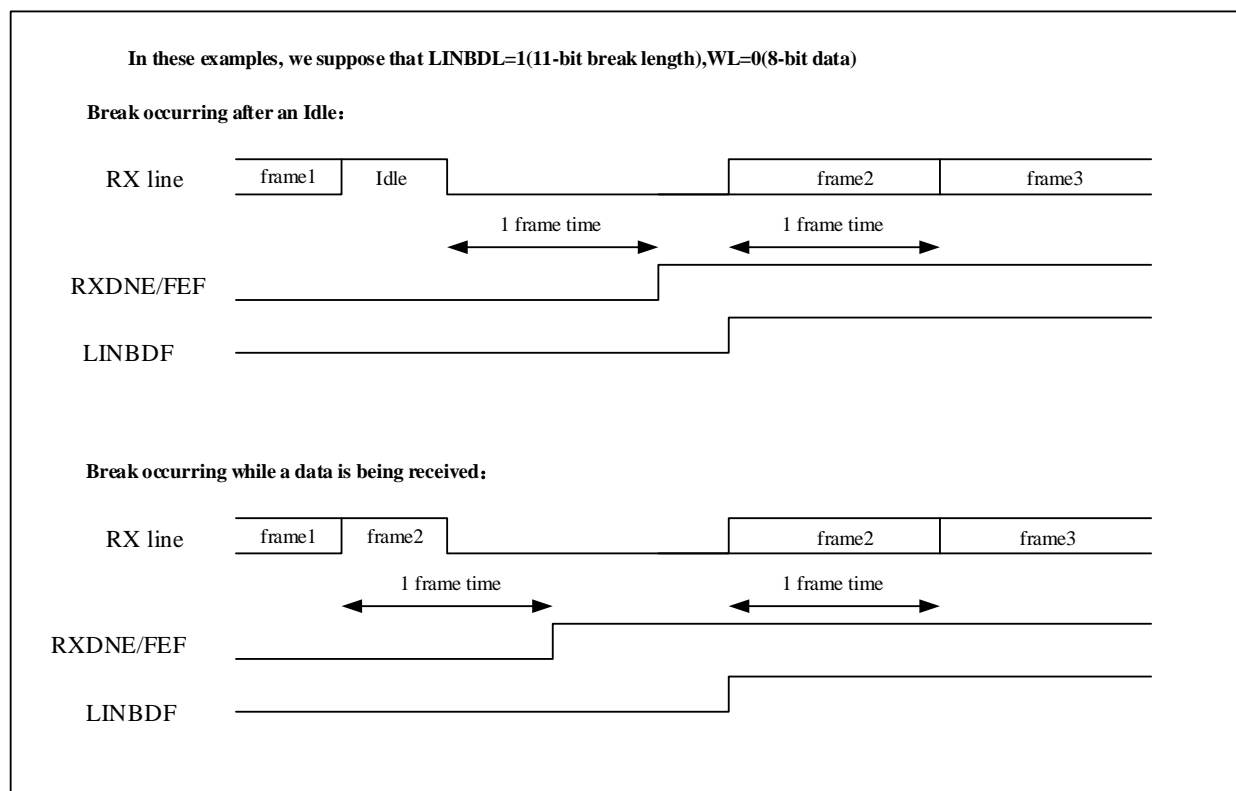 In these examples, we suppose that LINBDL=1(11-bit break length),WL=0(8-bit data)
Break occurring after an Idle：
RX line
frame1
Idle
frame2
frame3
1 frame time
1 frame time
RXDNE/FEF
LINBDF
Break occurring while a data is being received：
RX line
frame1
frame2
frame2
frame3
1 frame time
1 frame time
RXDNE/FEF
LINBDF